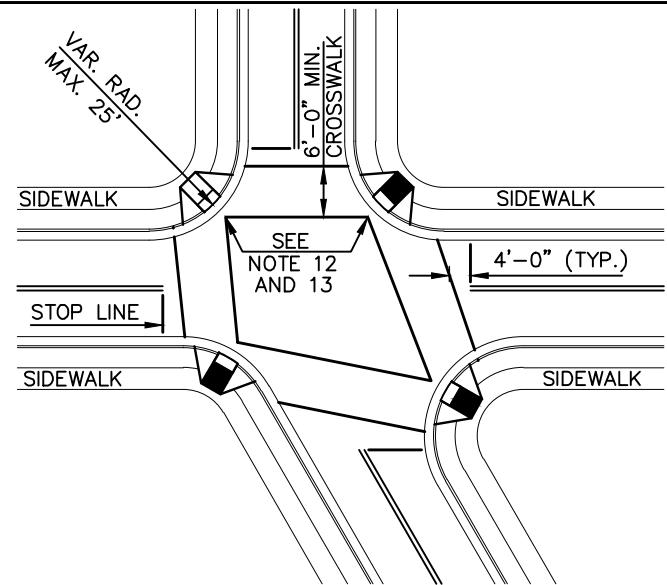 VAR. RAD.
MAX. 25'
6'-0" MIN.
CROSSWALK
SIDEWALK
SIDEWALK
SEE
NOTE 12
AND 13
4'-0" (TYP.)
STOP LINE
SIDEWALK
SIDEWALK